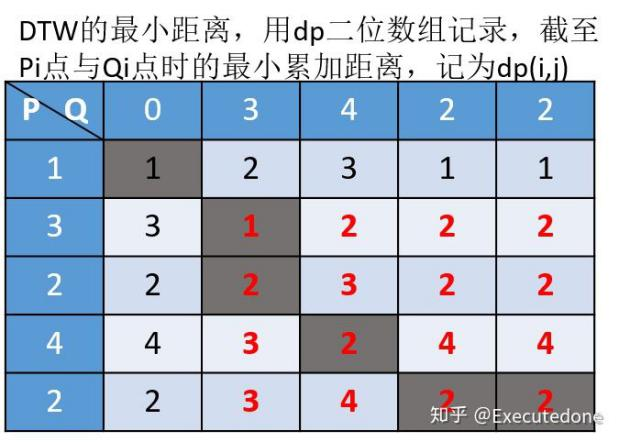 DTW的最小距离，用dp二位数组记录，截至
Pi点与Qi点时的最小累加距离，记为dp(i,j)
P Q 0 3 4 2 2
1 1 2 3 1 1
3 3 1 2 2 2
2 2 2 3 2 2
4 4 3 2 4 4
2 2 3 4 2 2
知乎 @Executedone